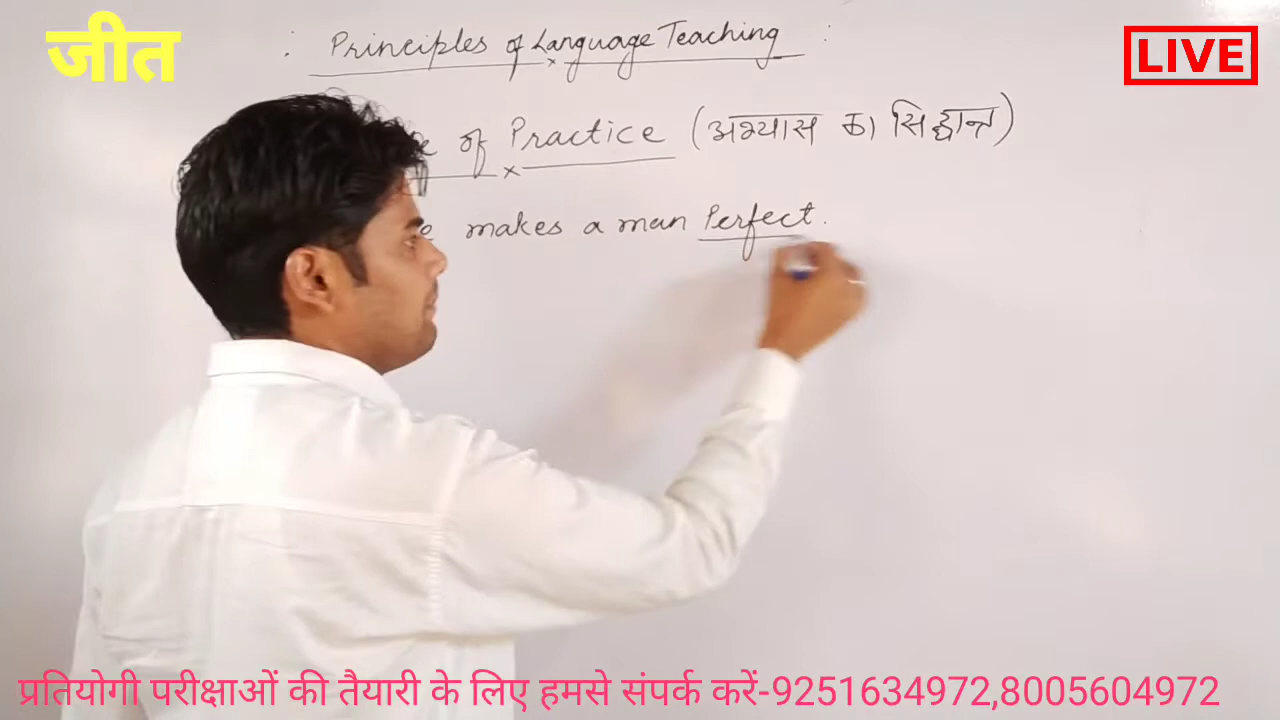 जीत
Principles of Language Teaching
LIVE
of Practice (अभ्यास का सिद्धान्त)
makes a man Perfect.
प्रतियोगी परीक्षाओं की तैयारी के लिए हमसे संपर्क करें-9251634972,8005604972